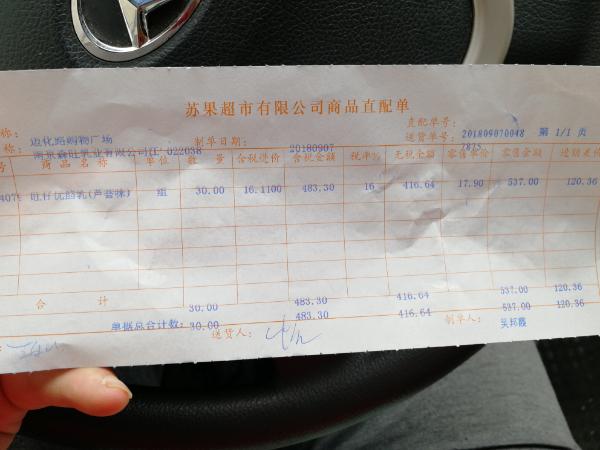 苏果超市有限公司商品直配单
直配单号:
称: 迈化路购物广场 送货单号: 201809070048 第 1/1 页
称: 南京森旺乳业有限公司(E 022038 制单日期: 20180907 7875
号 商品名称 单位 数量 含税进价 含税金额 税率% 无税金额 零售单价 零售金额 进销差价
407 旺仔优酪乳(芦荟味) 组 30.00 16.1100 483.30 16 416.64 17.90 537.00 120.36
合计 30.00 483.30 416.64 537.00 120.36
单据总合计数: 30.00 483.30 416.64 537.00 120.36
送货人: 制单人: 吴邦霞